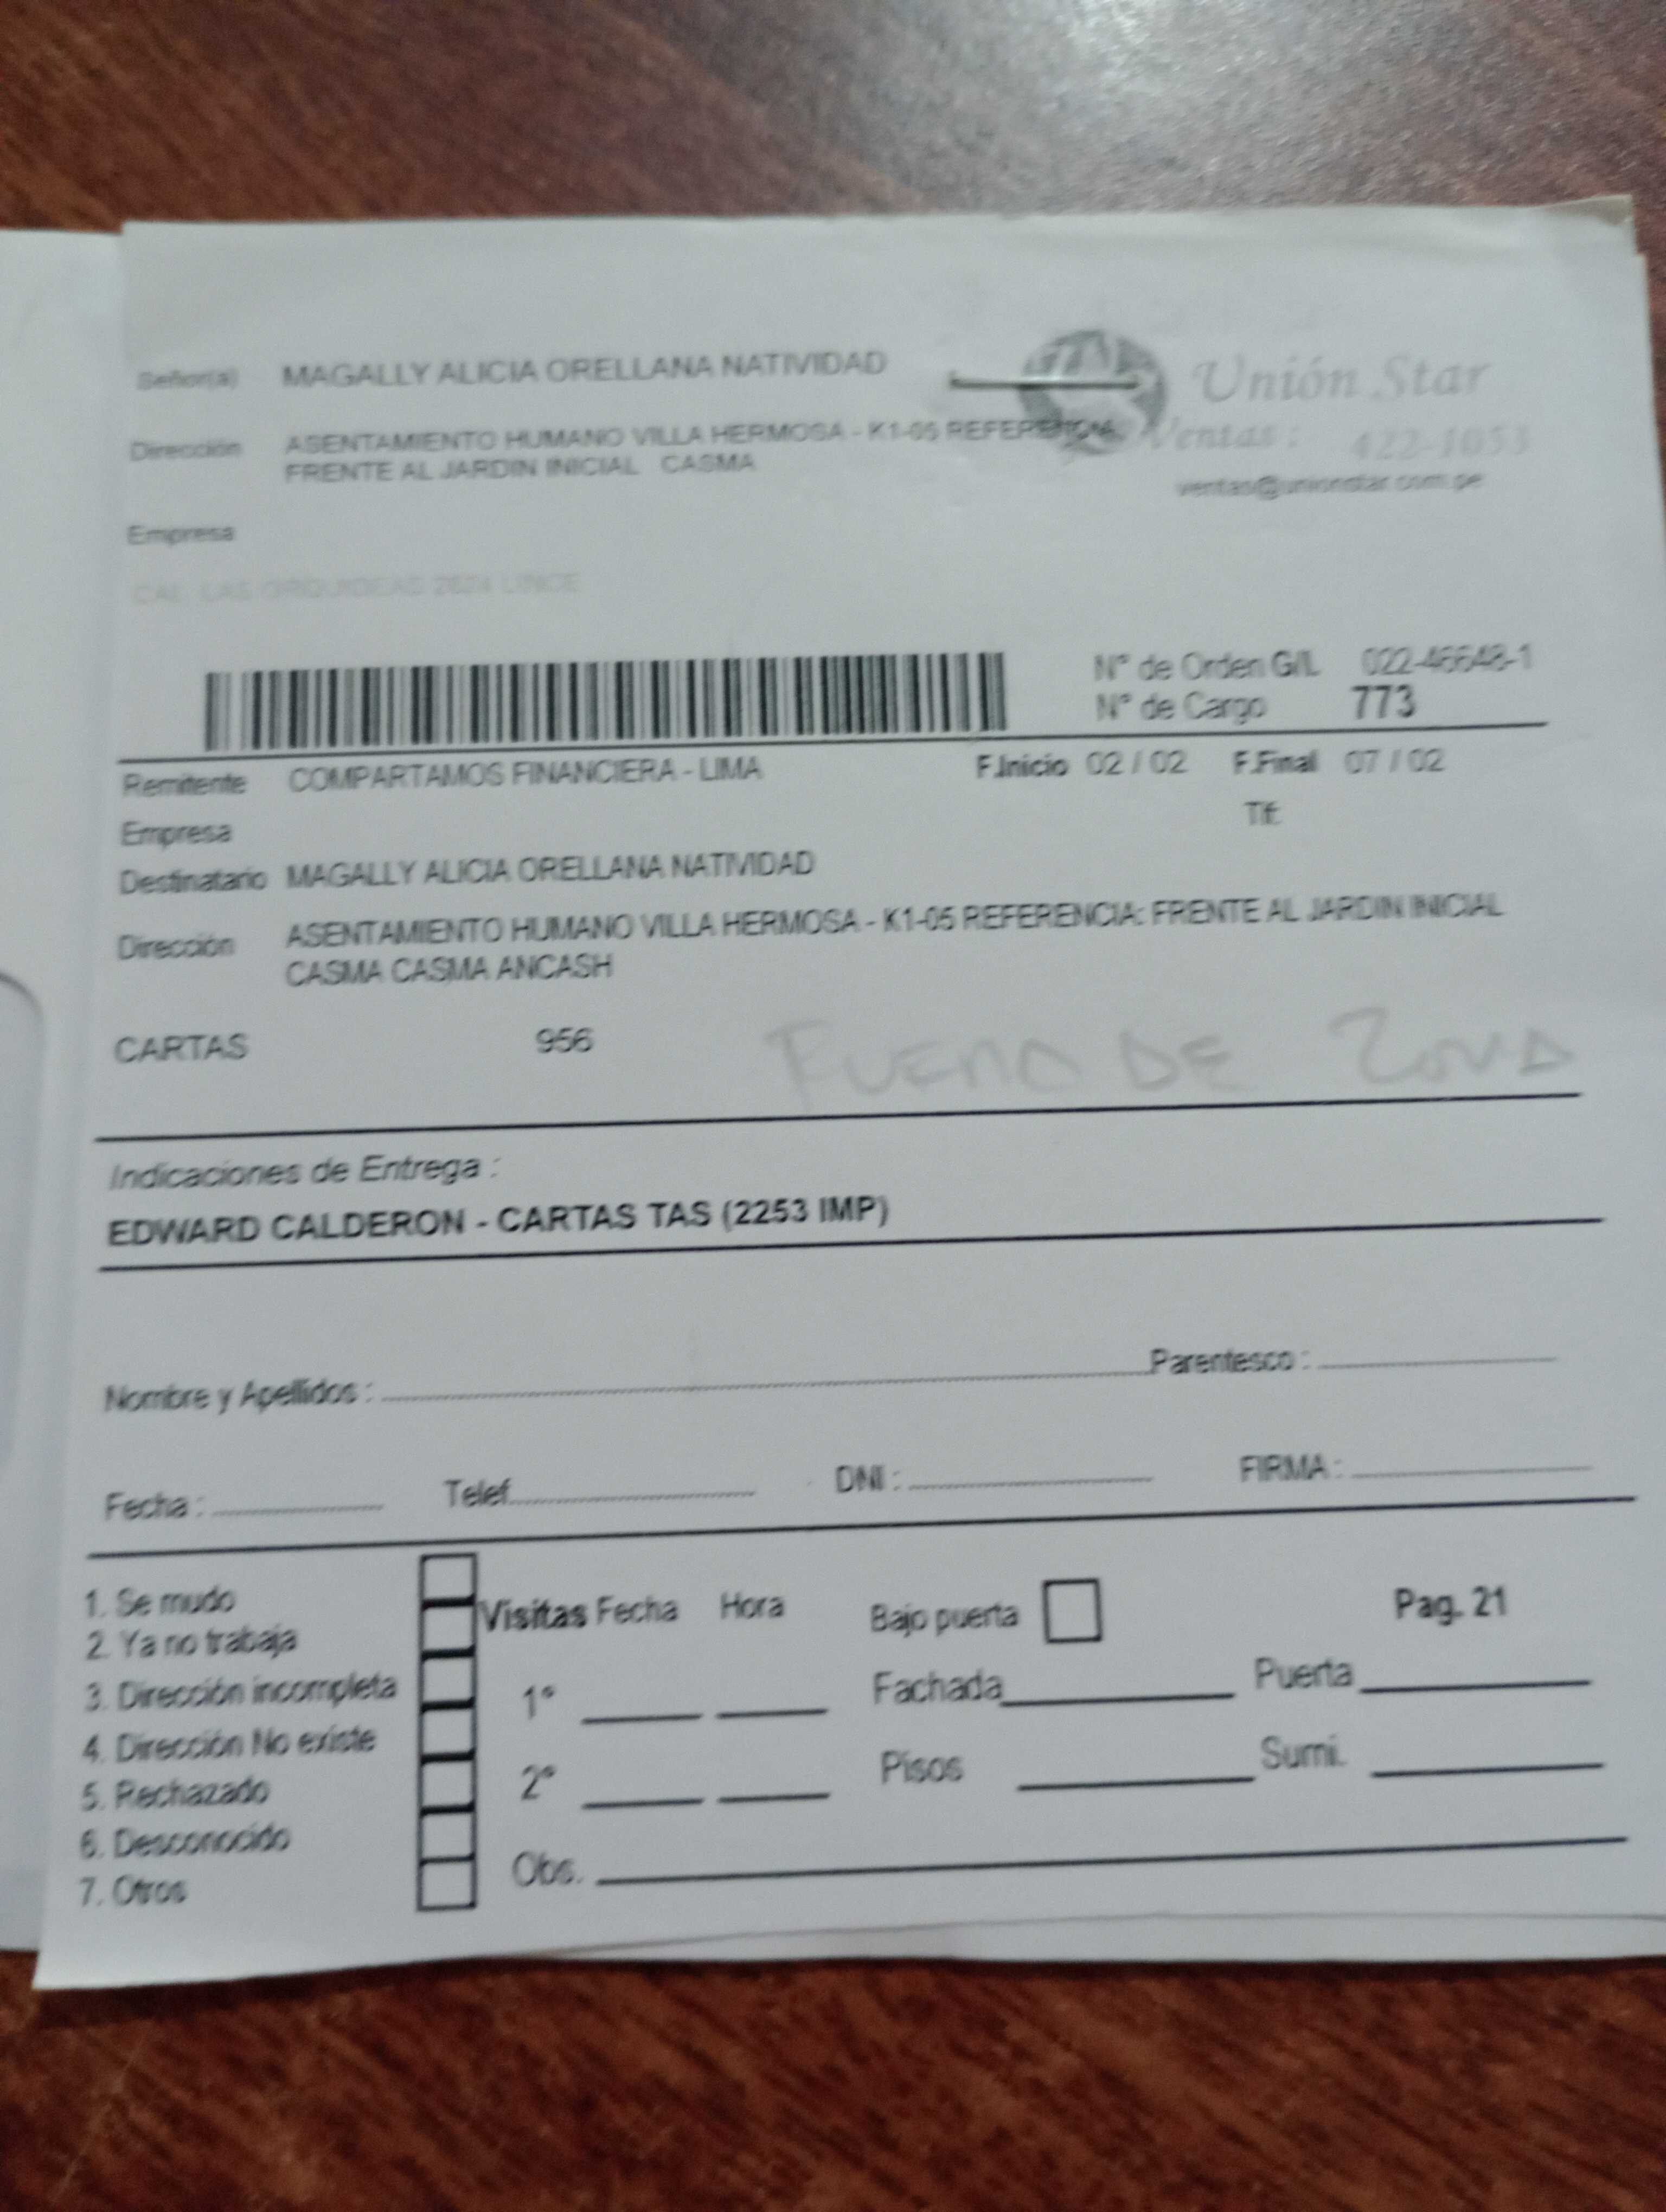 Señor(a) MAGALLY ALICIA ORELLANA NATIVIDAD
Unión Star
Dirección ASENTAMIENTO HUMANO VILLA HERMOSA - K1-05 REFERENCIA
FRENTE AL JARDIN INICIAL CASMA
Ventas : 422-1053
ventas@unionstar.com.pe
Empresa
CAL LAS ORQUIDEAS 2624 LINCE
N° de Orden G/L 022-46648-1
N° de Cargo 773
Remitente COMPARTAMOS FINANCIERA - LIMA F.Inicio 02 / 02 F.Final 07 / 02
Empresa Tlf:
Destinatario MAGALLY ALICIA ORELLANA NATIVIDAD
Dirección ASENTAMIENTO HUMANO VILLA HERMOSA - K1-05 REFERENCIA: FRENTE AL JARDIN INICIAL
CASMA CASMA ANCASH
CARTAS 956 FUERA DE ZONA
Indicaciones de Entrega :
EDWARD CALDERON - CARTAS TAS (2253 IMP)
Nombre y Apellidos : Parentesco :
Fecha : Telef. DNI : FIRMA :
1. Se mudo
2. Ya no trabaja
3. Dirección incompleta
4. Dirección No existe
5. Rechazado
6. Desconocido
7. Otros
Visitas Fecha Hora
1°
2°
Obs.
Bajo puerta Pag. 21
Fachada Puerta
Pisos Sumi.